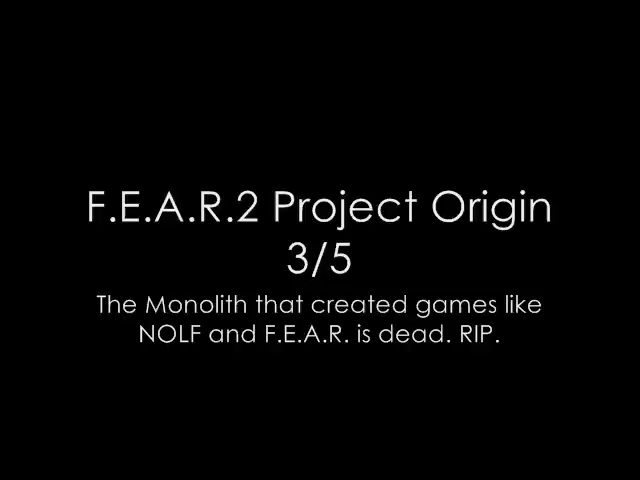 F.E.A.R.2 Project Origin
3/5
The Monolith that created games like
NOLF and F.E.A.R. is dead. RIP.